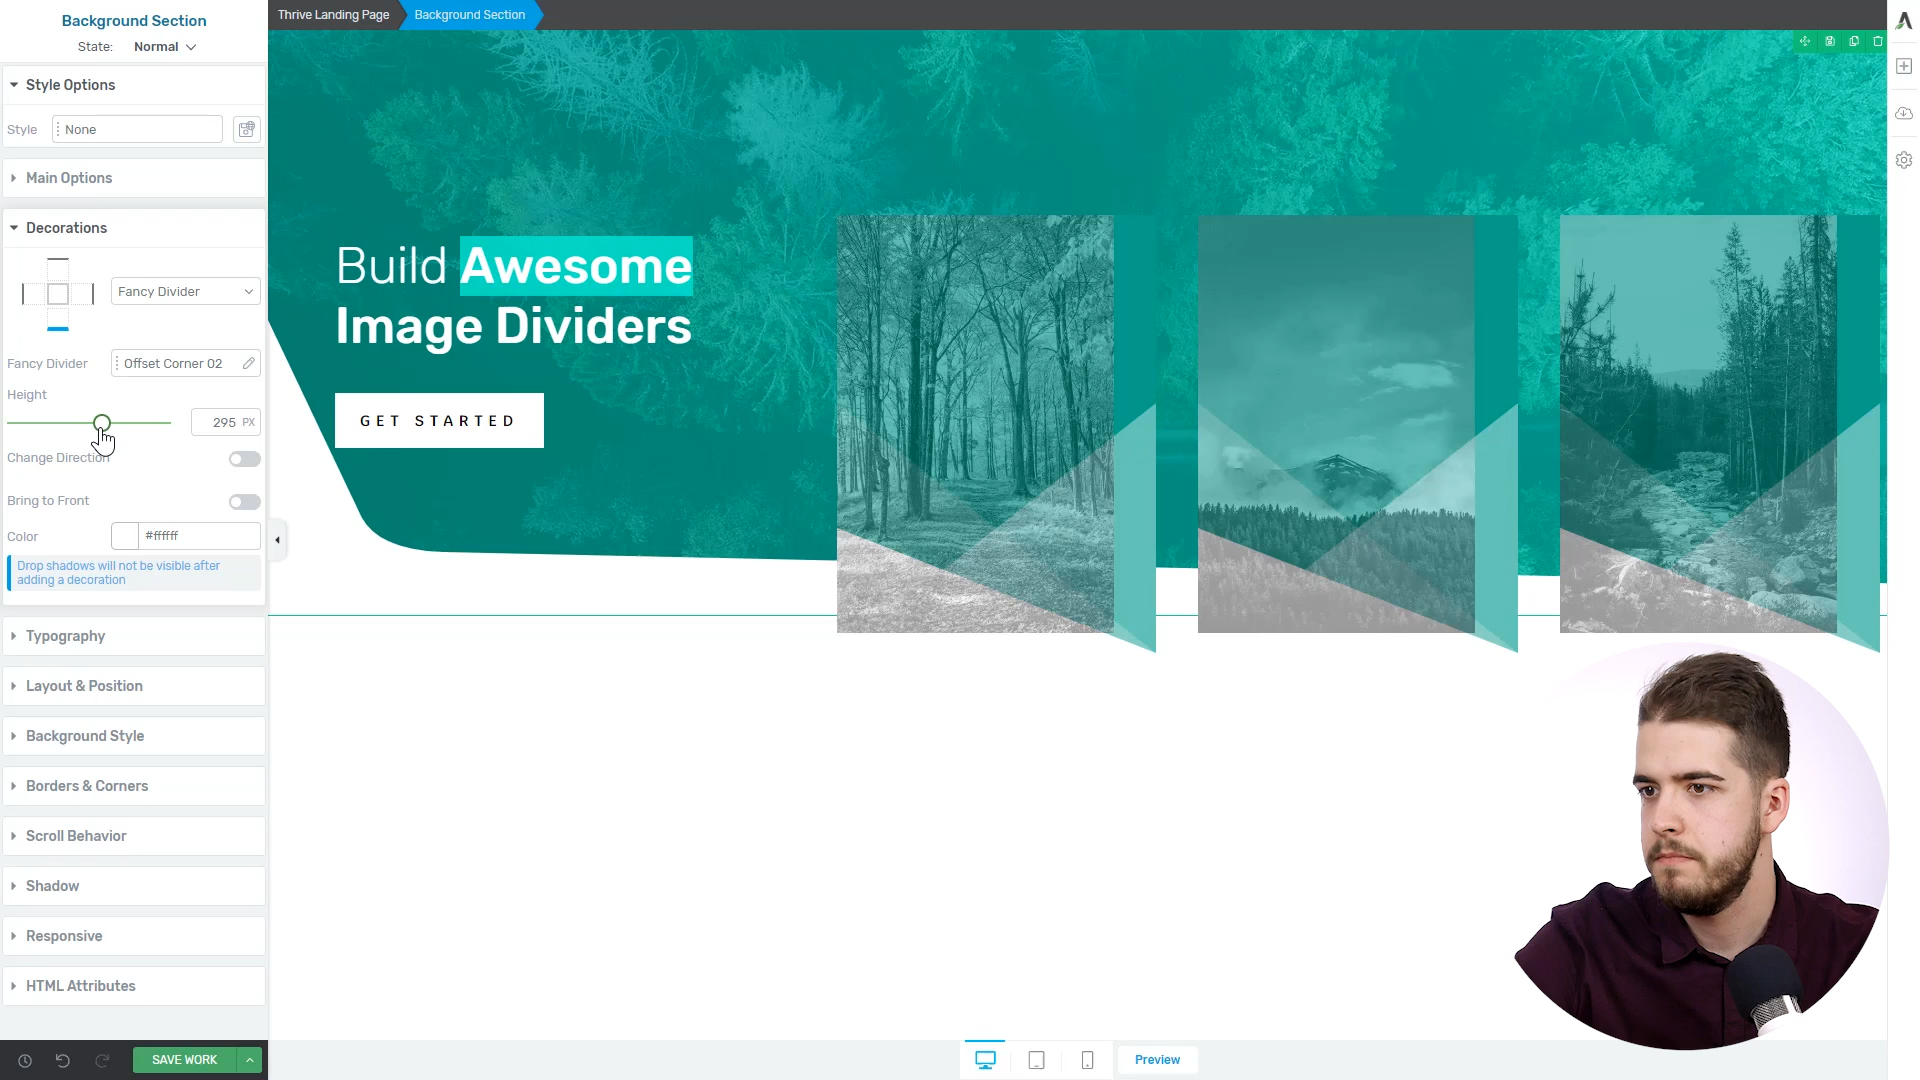 Background Section
State: Normal
Style Options
Style None
Main Options
Decorations
Fancy Divider
Fancy Divider Offset Corner 02
Height
295 PX
Change Direction
Bring to Front
Color #ffffff
Drop shadows will not be visible after
adding a decoration
Typography
Layout & Position
Background Style
Borders & Corners
Scroll Behavior
Shadow
Responsive
HTML Attributes
SAVE WORK
Thrive Landing Page Background Section
Build Awesome
Image Dividers
GET STARTED
Preview